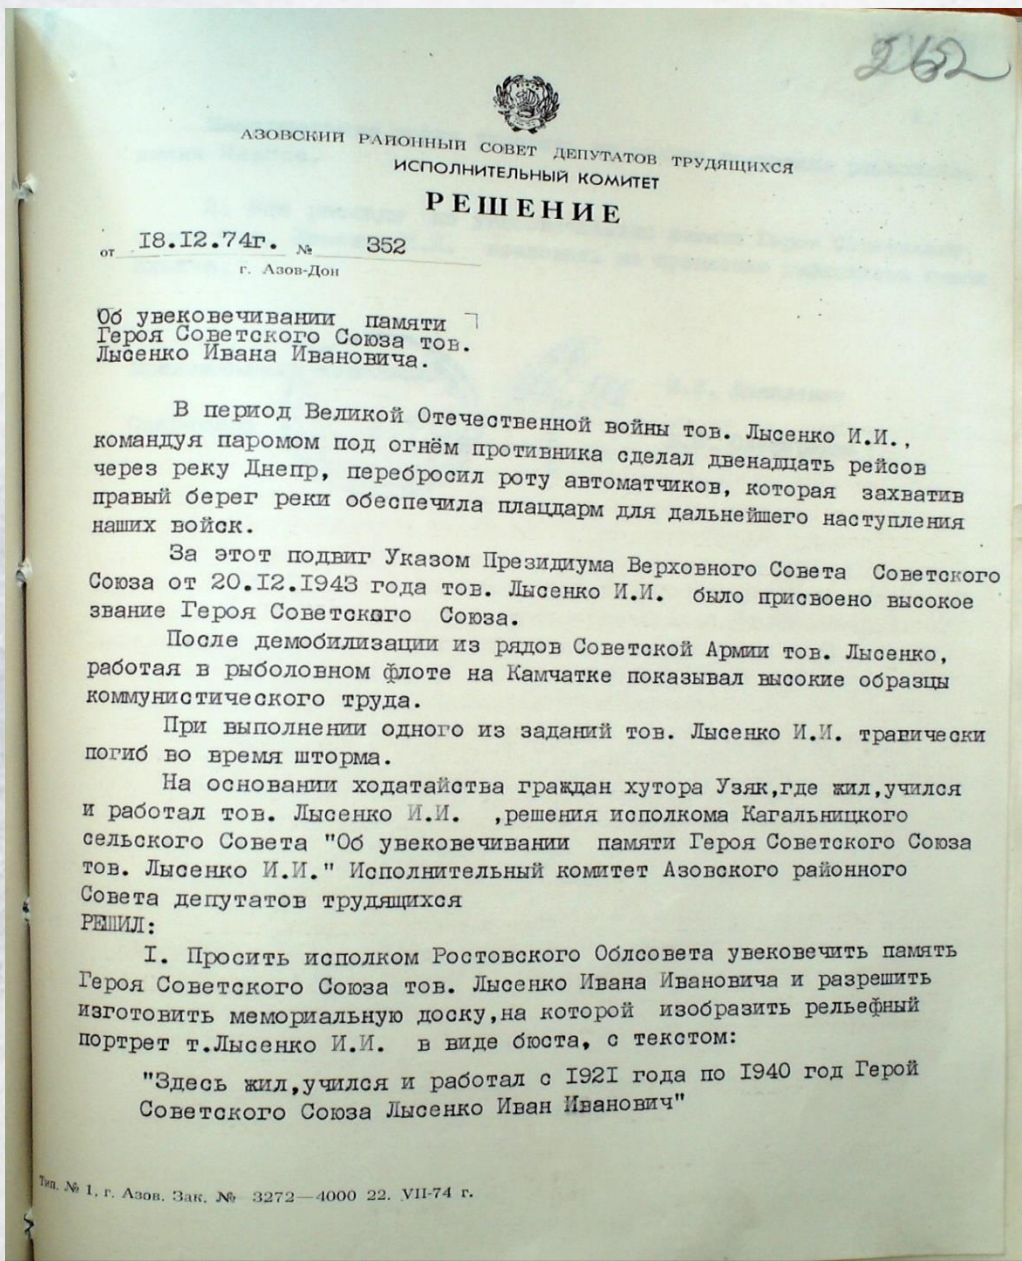 262
АЗОВСКИЙ РАЙОННЫЙ СОВЕТ ДЕПУТАТОВ ТРУДЯЩИХСЯ
ИСПОЛНИТЕЛЬНЫЙ КОМИТЕТ
РЕШЕНИЕ
от 18.12.74г. № 352
г. Азов-Дон
Об увековечивании памяти
Героя Советского Союза тов.
Лысенко Ивана Ивановича.
В период Великой Отечественной войны тов. Лысенко И.И.,
командуя паромом под огнём противника сделал двенадцать рейсов
через реку Днепр, перебросил роту автоматчиков, которая захватив
правый берег реки обеспечила плацдарм для дальнейшего наступления
наших войск.
За этот подвиг Указом Президиума Верховного Совета Советского
Союза от 20.12.1943 года тов. Лысенко И.И. было присвоено высокое
звание Героя Советского Союза.
После демобилизации из рядов Советской Армии тов. Лысенко,
работая в рыболовном флоте на Камчатке показывал высокие образцы
коммунистического труда.
При выполнении одного из заданий тов. Лысенко И.И. травически
погиб во время шторма.
На основании ходатайства граждан хутора Узяк,где жил,учился
и работал тов. Лысенко И.И. ,решения исполкома Кагальницкого
сельского Совета "Об увековечивании памяти Героя Советского Союза
тов. Лысенко И.И." Исполнительный комитет Азовского районного
Совета депутатов трудящихся
РЕШИЛ:
I. Просить исполком Ростовского Облсовета увековечить память
Героя Советского Союза тов. Лысенко Ивана Ивановича и разрешить
изготовить мемориальную доску,на которой изобразить рельефный
портрет т.Лысенко И.И. в виде бюста, с текстом:
"Здесь жил,учился и работал с 1921 года по 1940 год Герой
Советского Союза Лысенко Иван Иванович"
Тип. № 1, г. Азов. Зак. № 3272—4000 22. VII-74 г.